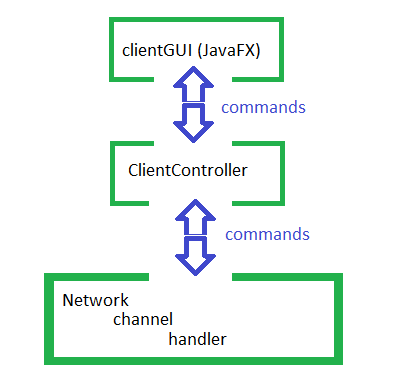 clientGUI (JavaFX)
commands
ClientController
commands
Network
channel
handler